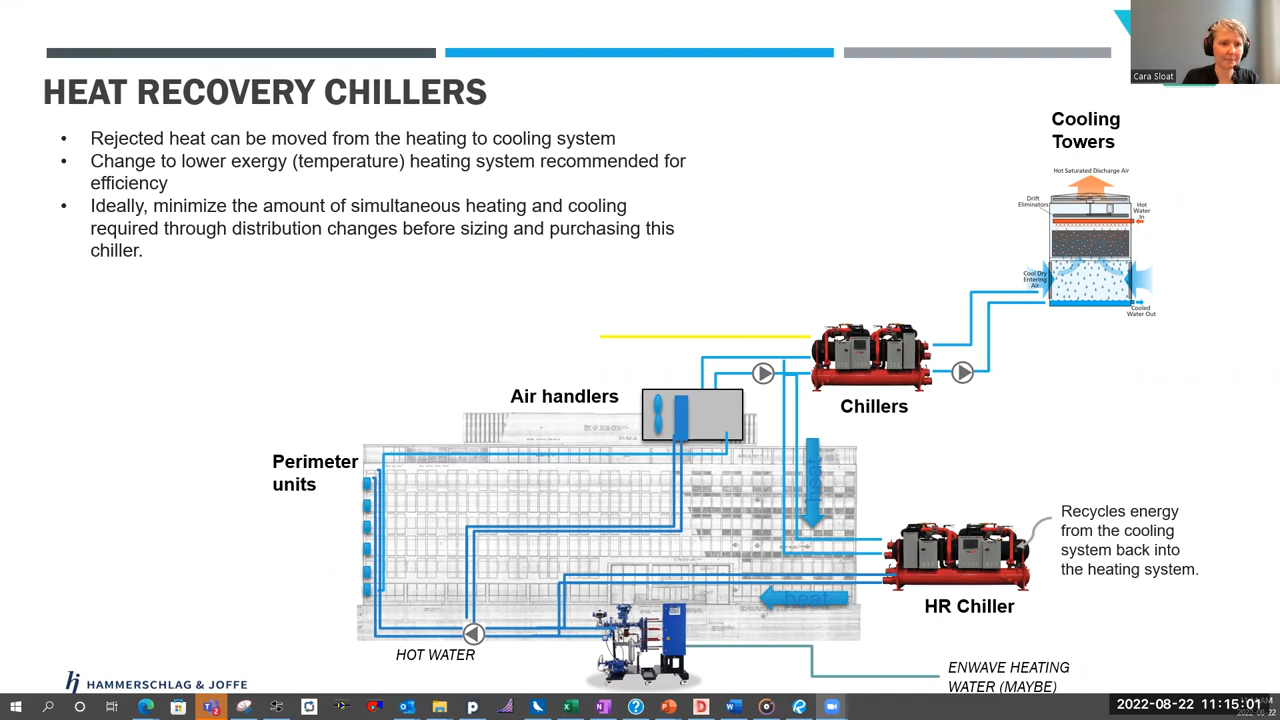 Cara Sloat
HEAT RECOVERY CHILLERS
• Rejected heat can be moved from the heating to cooling system
• Change to lower exergy (temperature) heating system recommended for
efficiency
• Ideally, minimize the amount of simultaneous heating and cooling
required through distribution changes before sizing and purchasing this
chiller.
Cooling
Towers
Hot Saturated Discharge Air
Drift
Eliminators
Hot
Water
In
Cool Dry
Entering
Air
Cooled
Water Out
Air handlers
Chillers
Perimeter
units
heat
Recycles energy
from the cooling
system back into
the heating system.
heat
HR Chiller
HOT WATER
ENWAVE HEATING
WATER (MAYBE)
hj HAMMERSCHLAG & JOFFE
2022-08-22 11:15:01